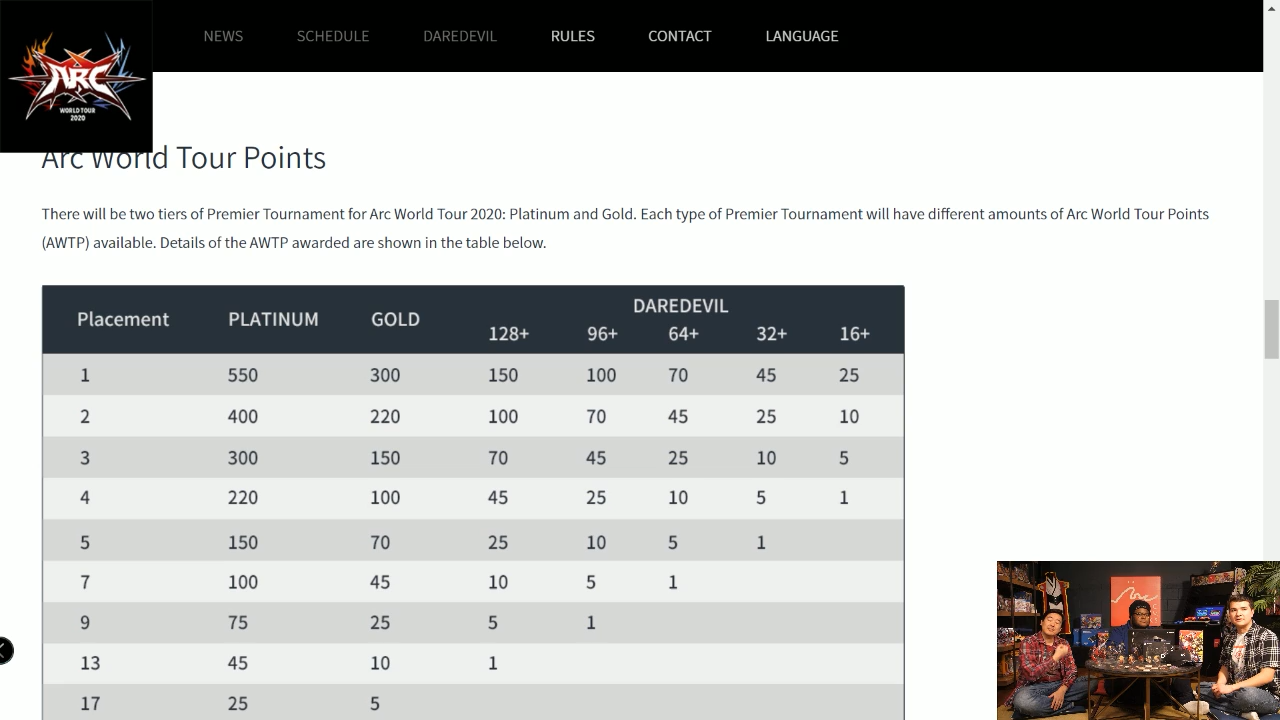 NEWS SCHEDULE DAREDEVIL RULES CONTACT LANGUAGE
ARC
WORLD TOUR
2020
Arc World Tour Points
There will be two tiers of Premier Tournament for Arc World Tour 2020: Platinum and Gold. Each type of Premier Tournament will have different amounts of Arc World Tour Points
(AWTP) available. Details of the AWTP awarded are shown in the table below.
DAREDEVIL
Placement PLATINUM GOLD 128+ 96+ 64+ 32+ 16+
1 550 300 150 100 70 45 25
2 400 220 100 70 45 25 10
3 300 150 70 45 25 10 5
4 220 100 45 25 10 5 1
5 150 70 25 10 5 1
7 100 45 10 5 1
9 75 25 5 1
13 45 10 1
17 25 5